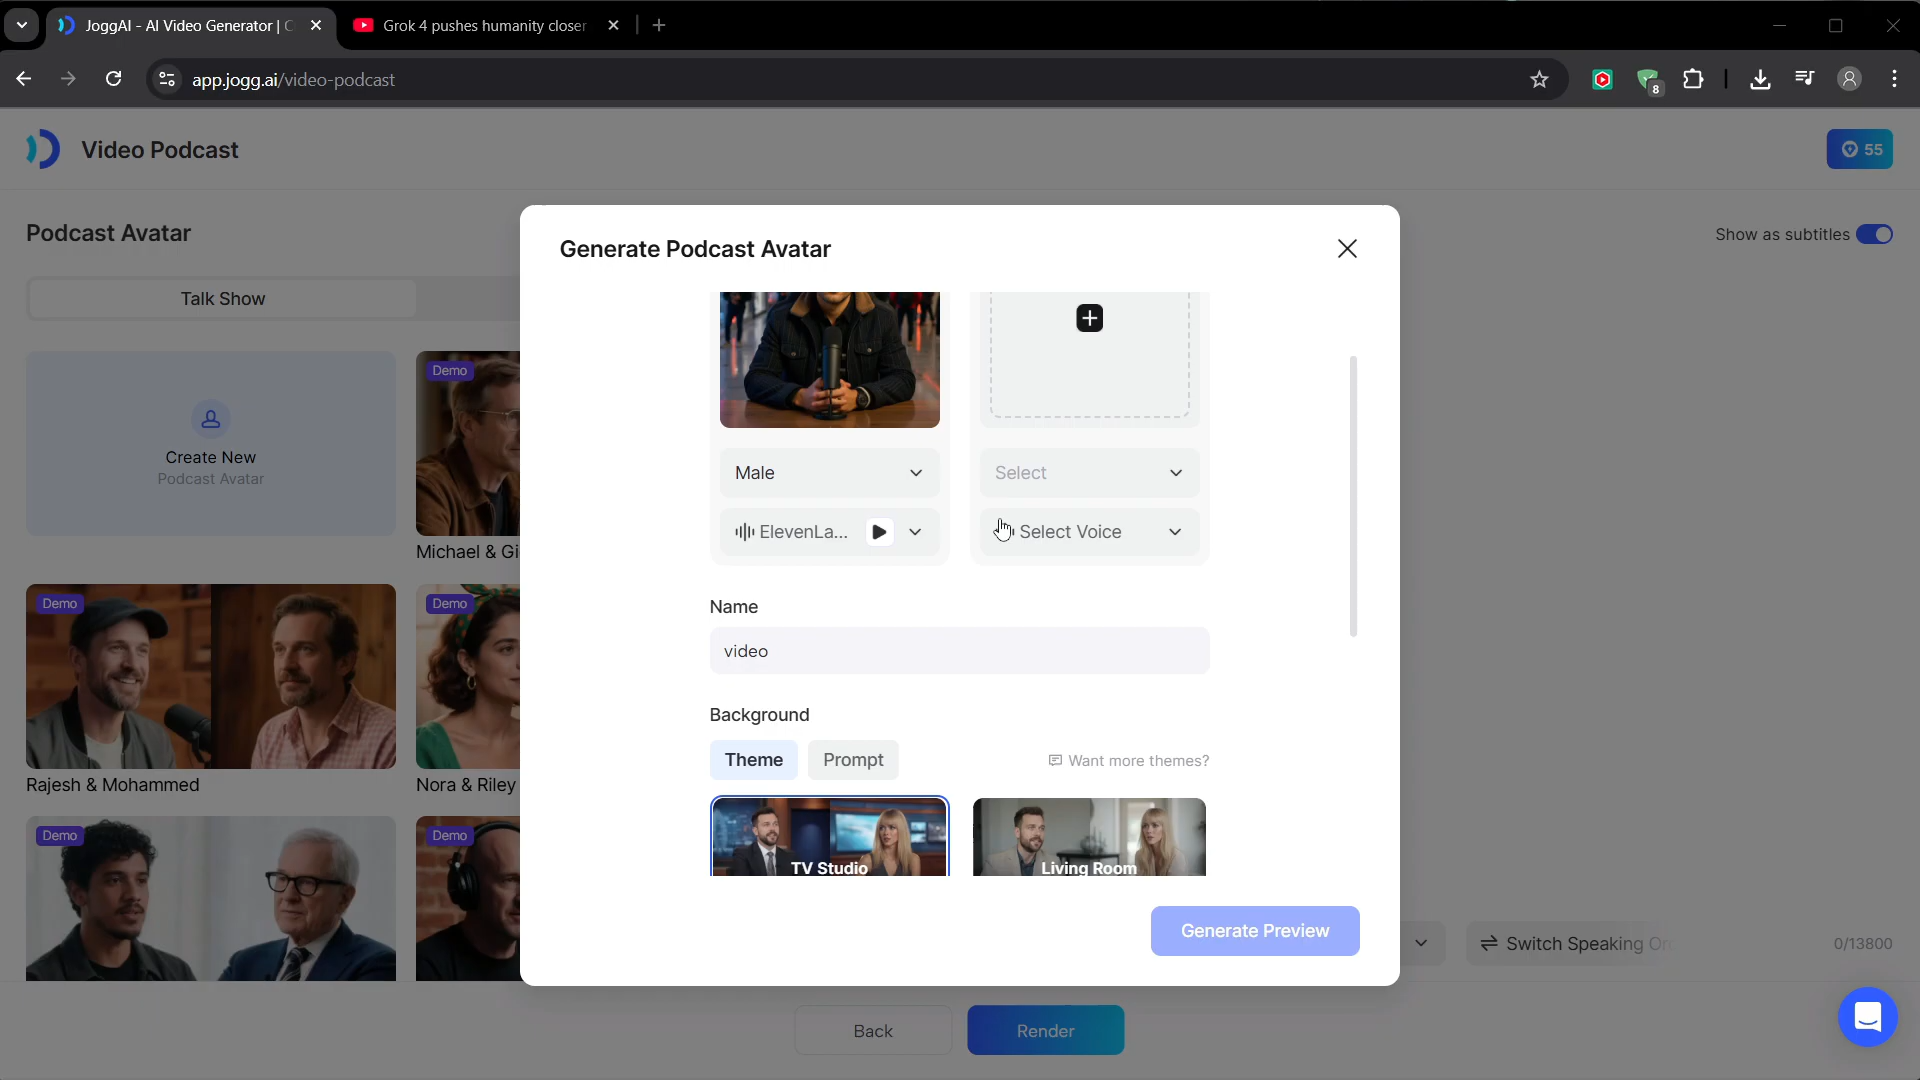 JoggAI - AI Video Generator | C
Grok 4 pushes humanity closer
app.jogg.ai/video-podcast
8
Video Podcast
55
Podcast Avatar
Show as subtitles
Talk Show
Create New
Podcast Avatar
Demo
Michael & Gi
Demo
Rajesh & Mohammed
Demo
Nora & Riley
Demo
Demo
Generate Podcast Avatar
Male
Select
ElevenLa...
Select Voice
Name
video
Background
Theme
Prompt
Want more themes?
TV Studio
Living Room
Generate Preview
Switch Speaking Or
0/13800
Back
Render